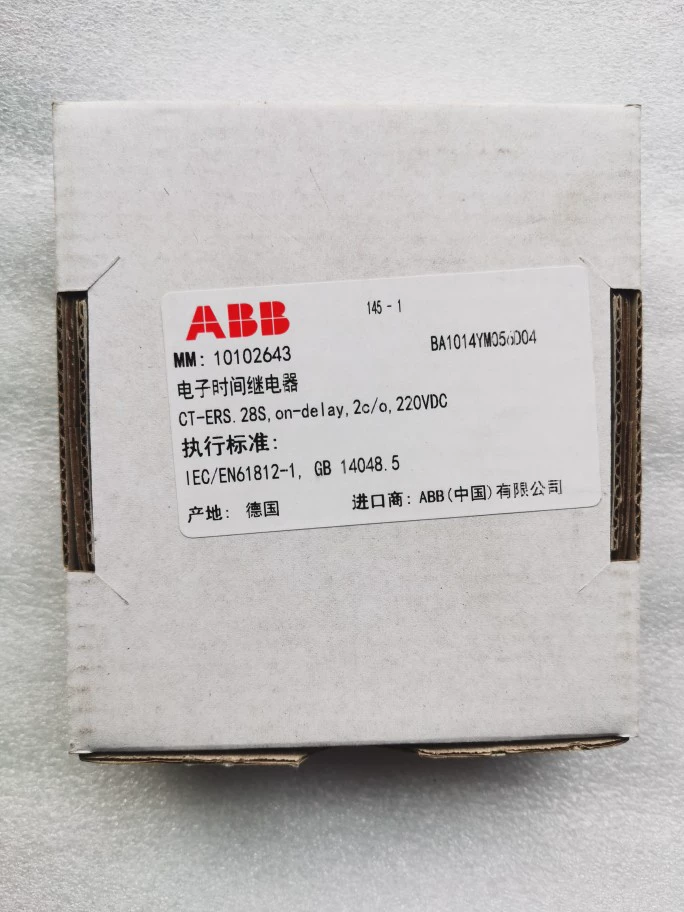 ABB
145 - 1
MM: 10102643
电子时间继电器
CT-ERS.28S,on-delay,2c/o,220VDC
执行标准:
IEC/EN61812-1, GB 14048.5
产地: 德国 进口商: ABB(中国)有限公司